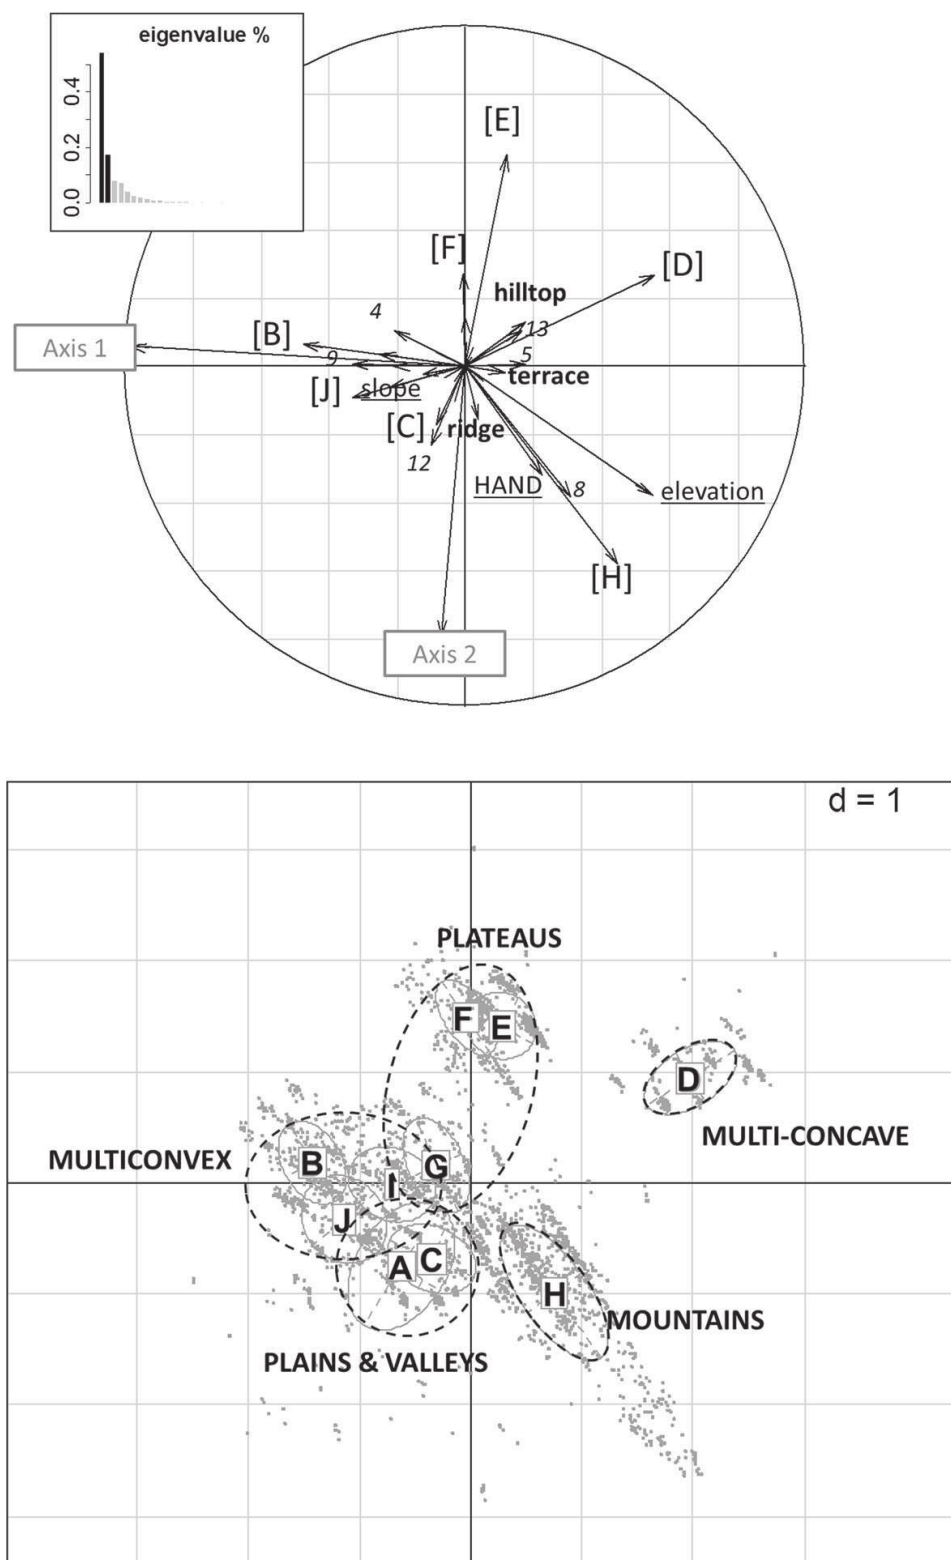 eigenvalue %
0.4
0.2
0.0
[E]
[F]
[D]
hilltop
4
13
[B]
Axis 1
9
5
terrace
[J]
slope
[C]
ridge
12
HAND
8
elevation
[H]
Axis 2
d = 1
PLATEAUS
F
E
D
MULTI-CONCAVE
MULTICONVEX
B
G
I
J
A
C
H
MOUNTAINS
PLAINS & VALLEYS